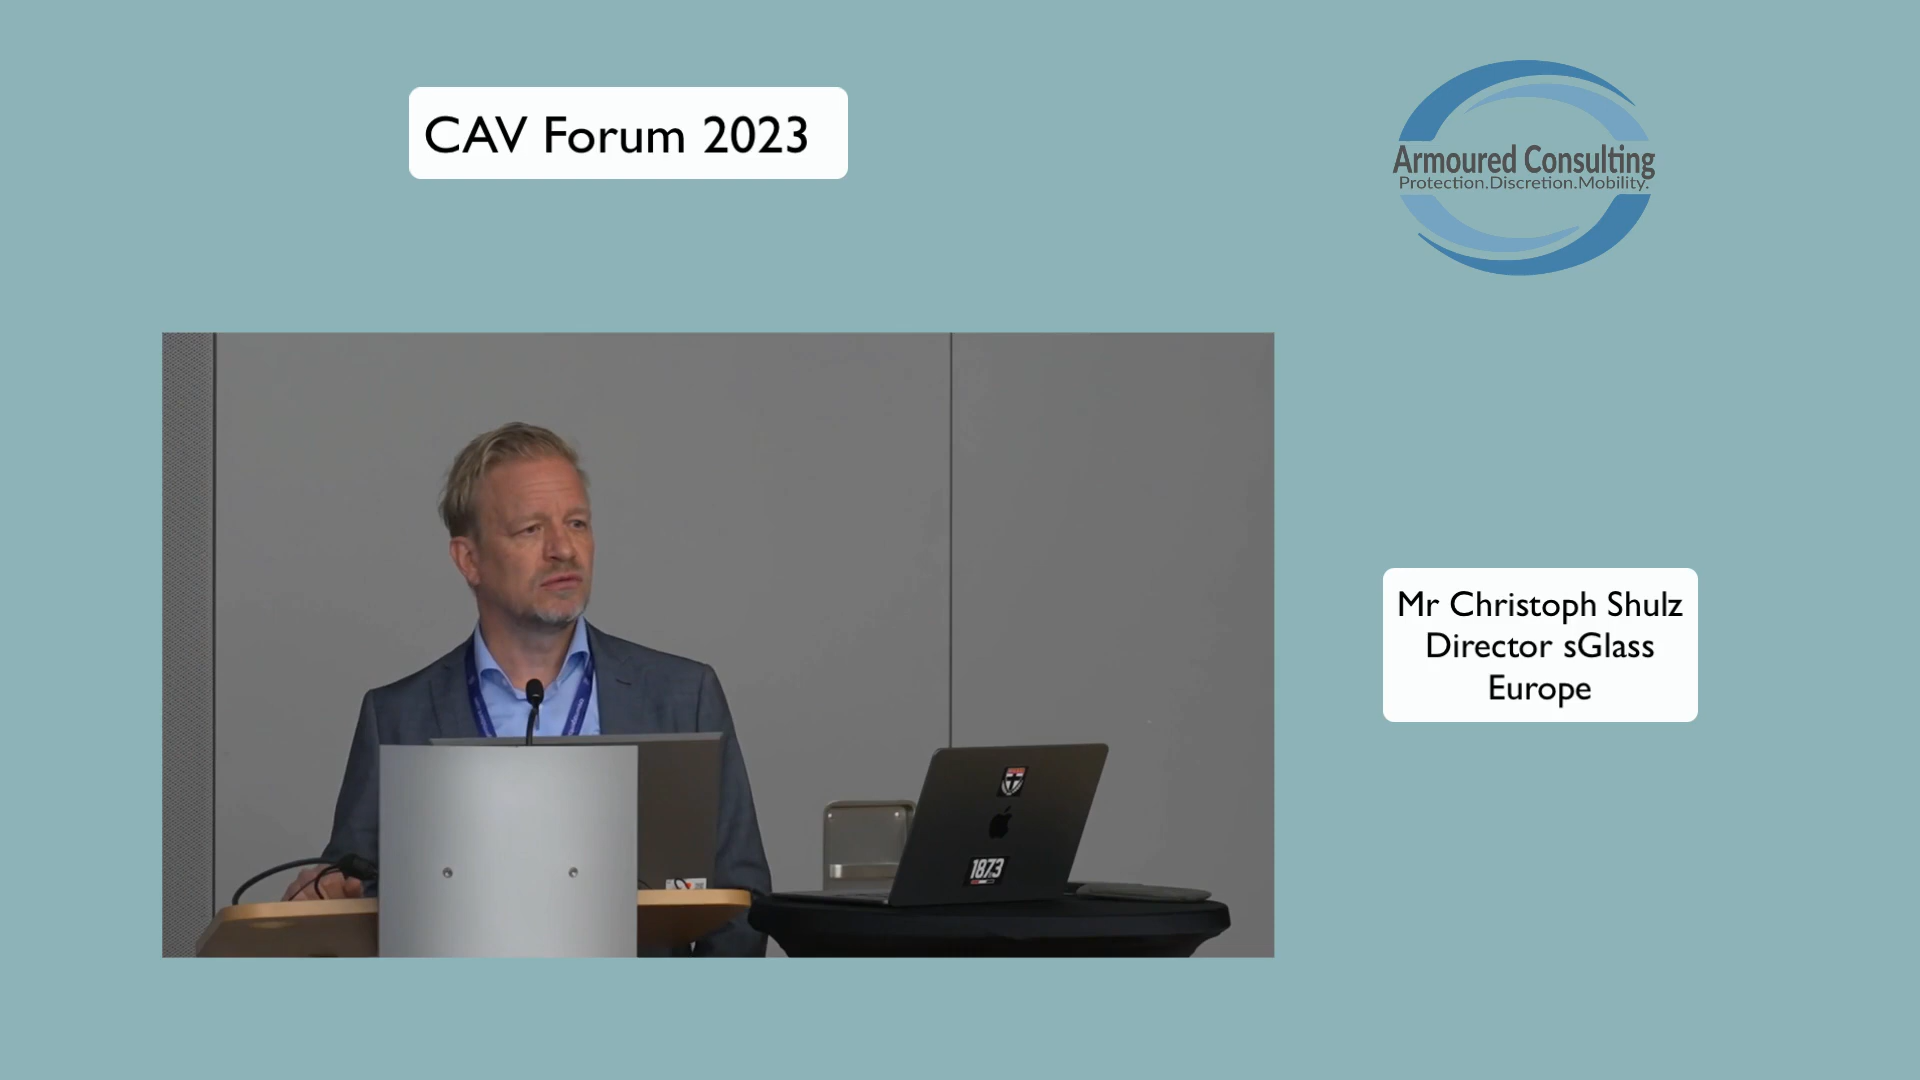 CAV Forum 2023
Armoured Consulting
Protection.Discretion.Mobility.
Mr Christoph Shulz
Director sGlass
Europe
1873